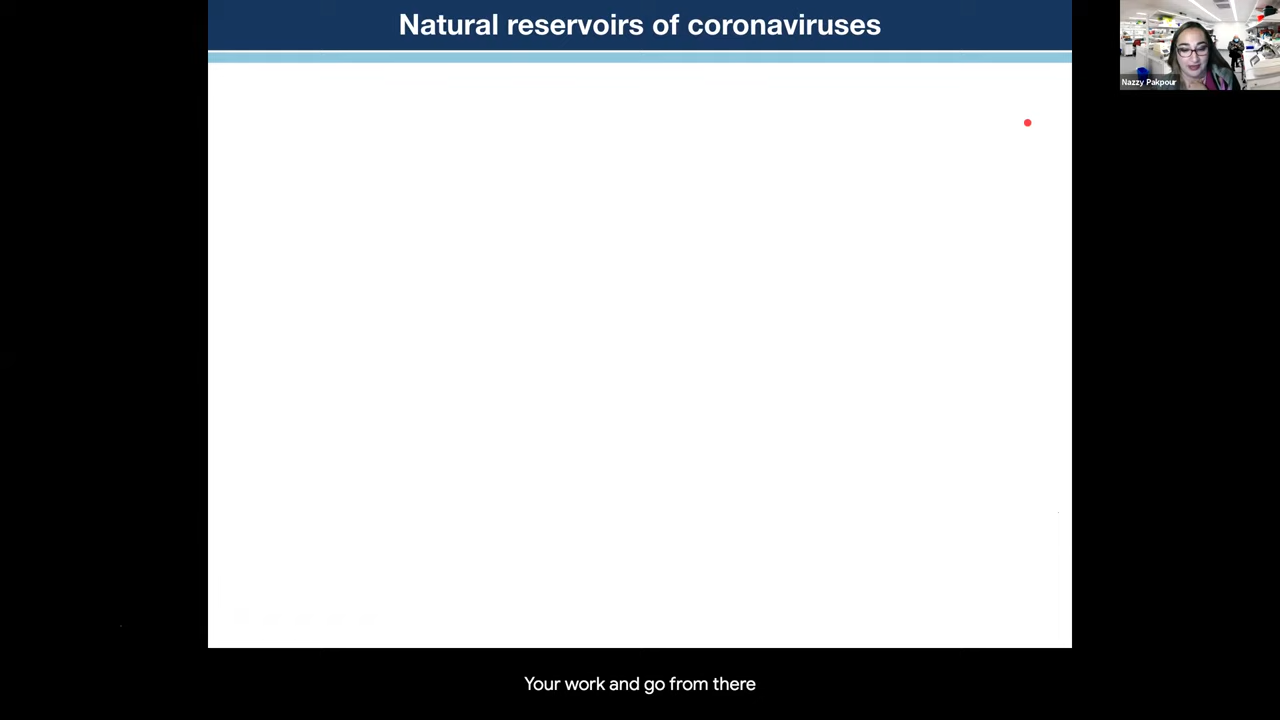 Natural reservoirs of coronaviruses
Nazzy Pakpour
Your work and go from there